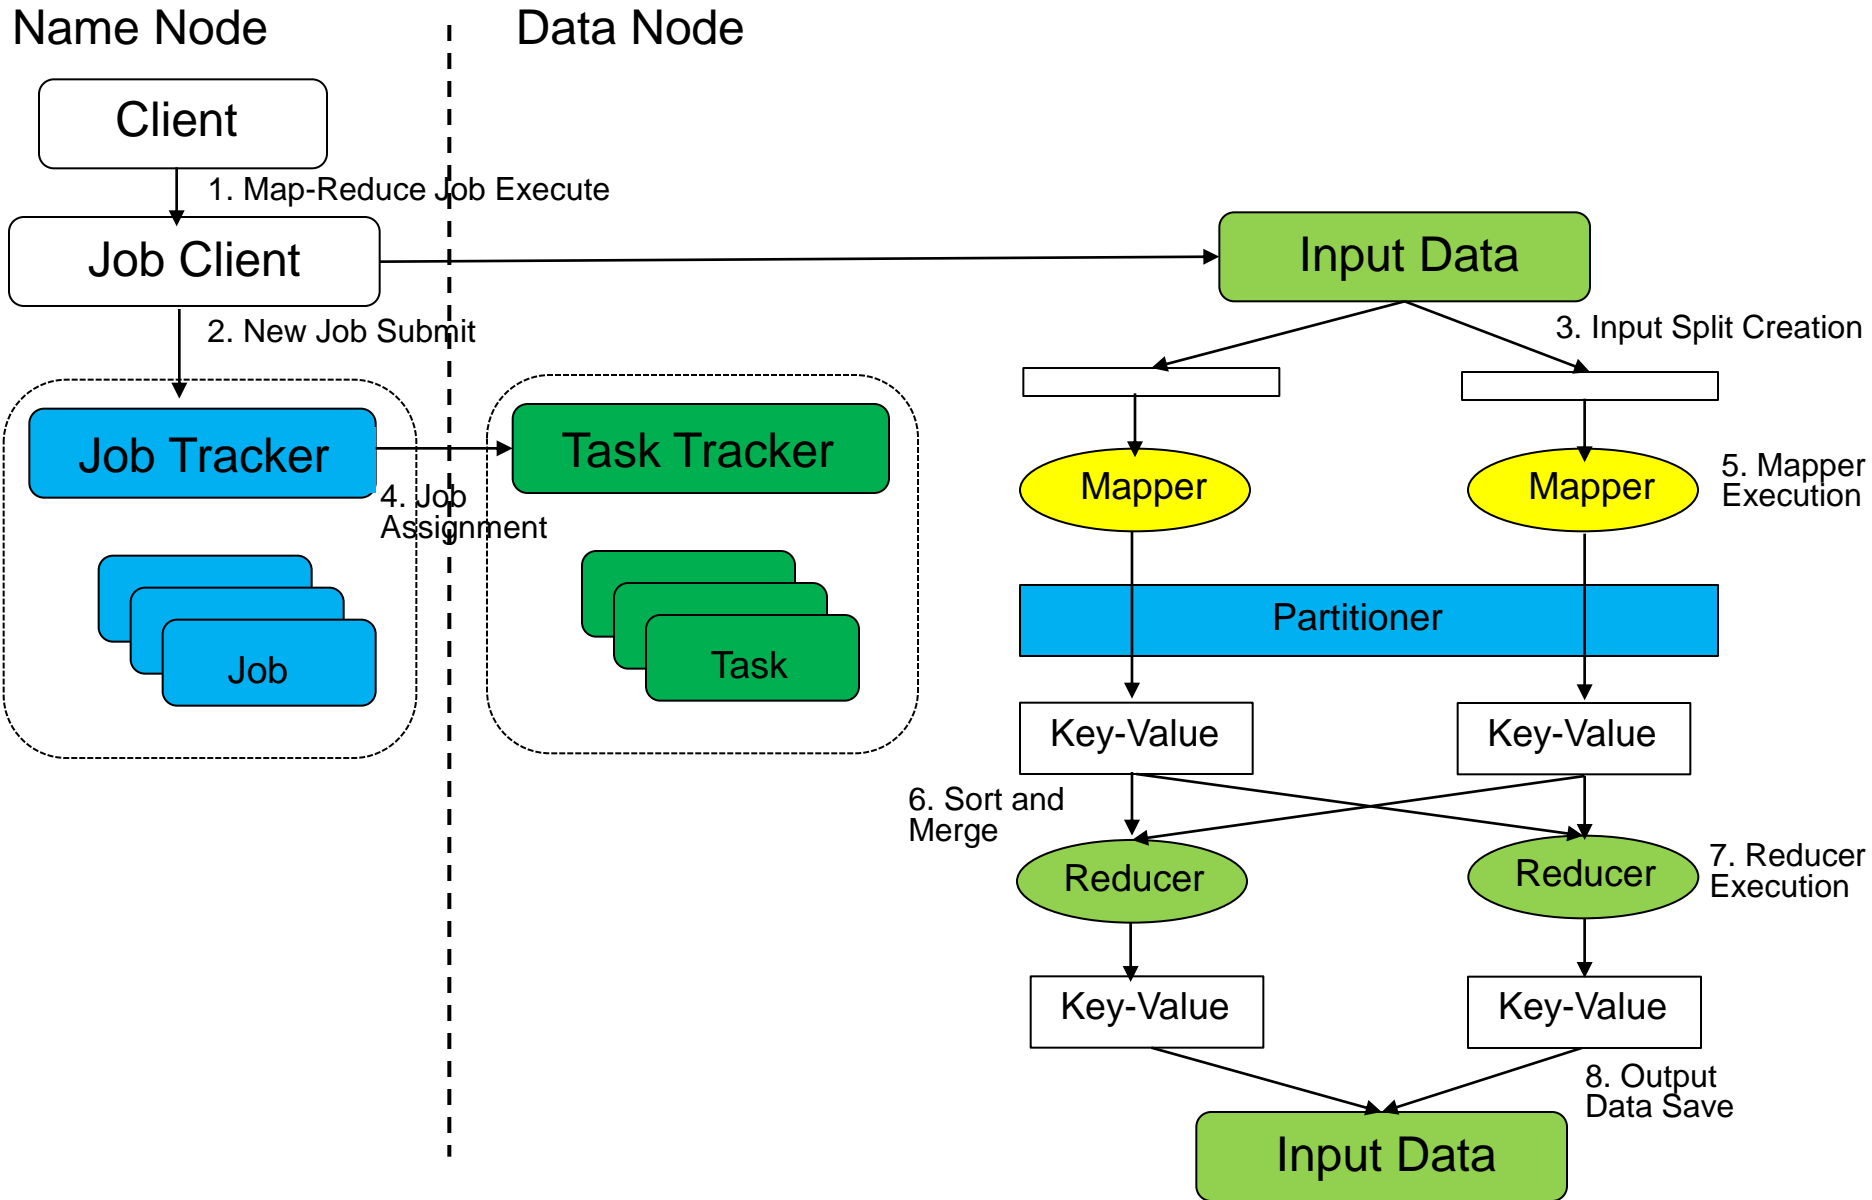 Name Node
Data Node
Client
1. Map-Reduce Job Execute
Job Client
Input Data
2. New Job Submit
3. Input Split Creation
Job Tracker
Task Tracker
4. Job
Assignment
Mapper
Mapper
5. Mapper
Execution
Partitioner
Job
Task
Key-Value
Key-Value
6. Sort and
Merge
Reducer
Reducer
7. Reducer
Execution
Key-Value
Key-Value
8. Output
Data Save
Input Data